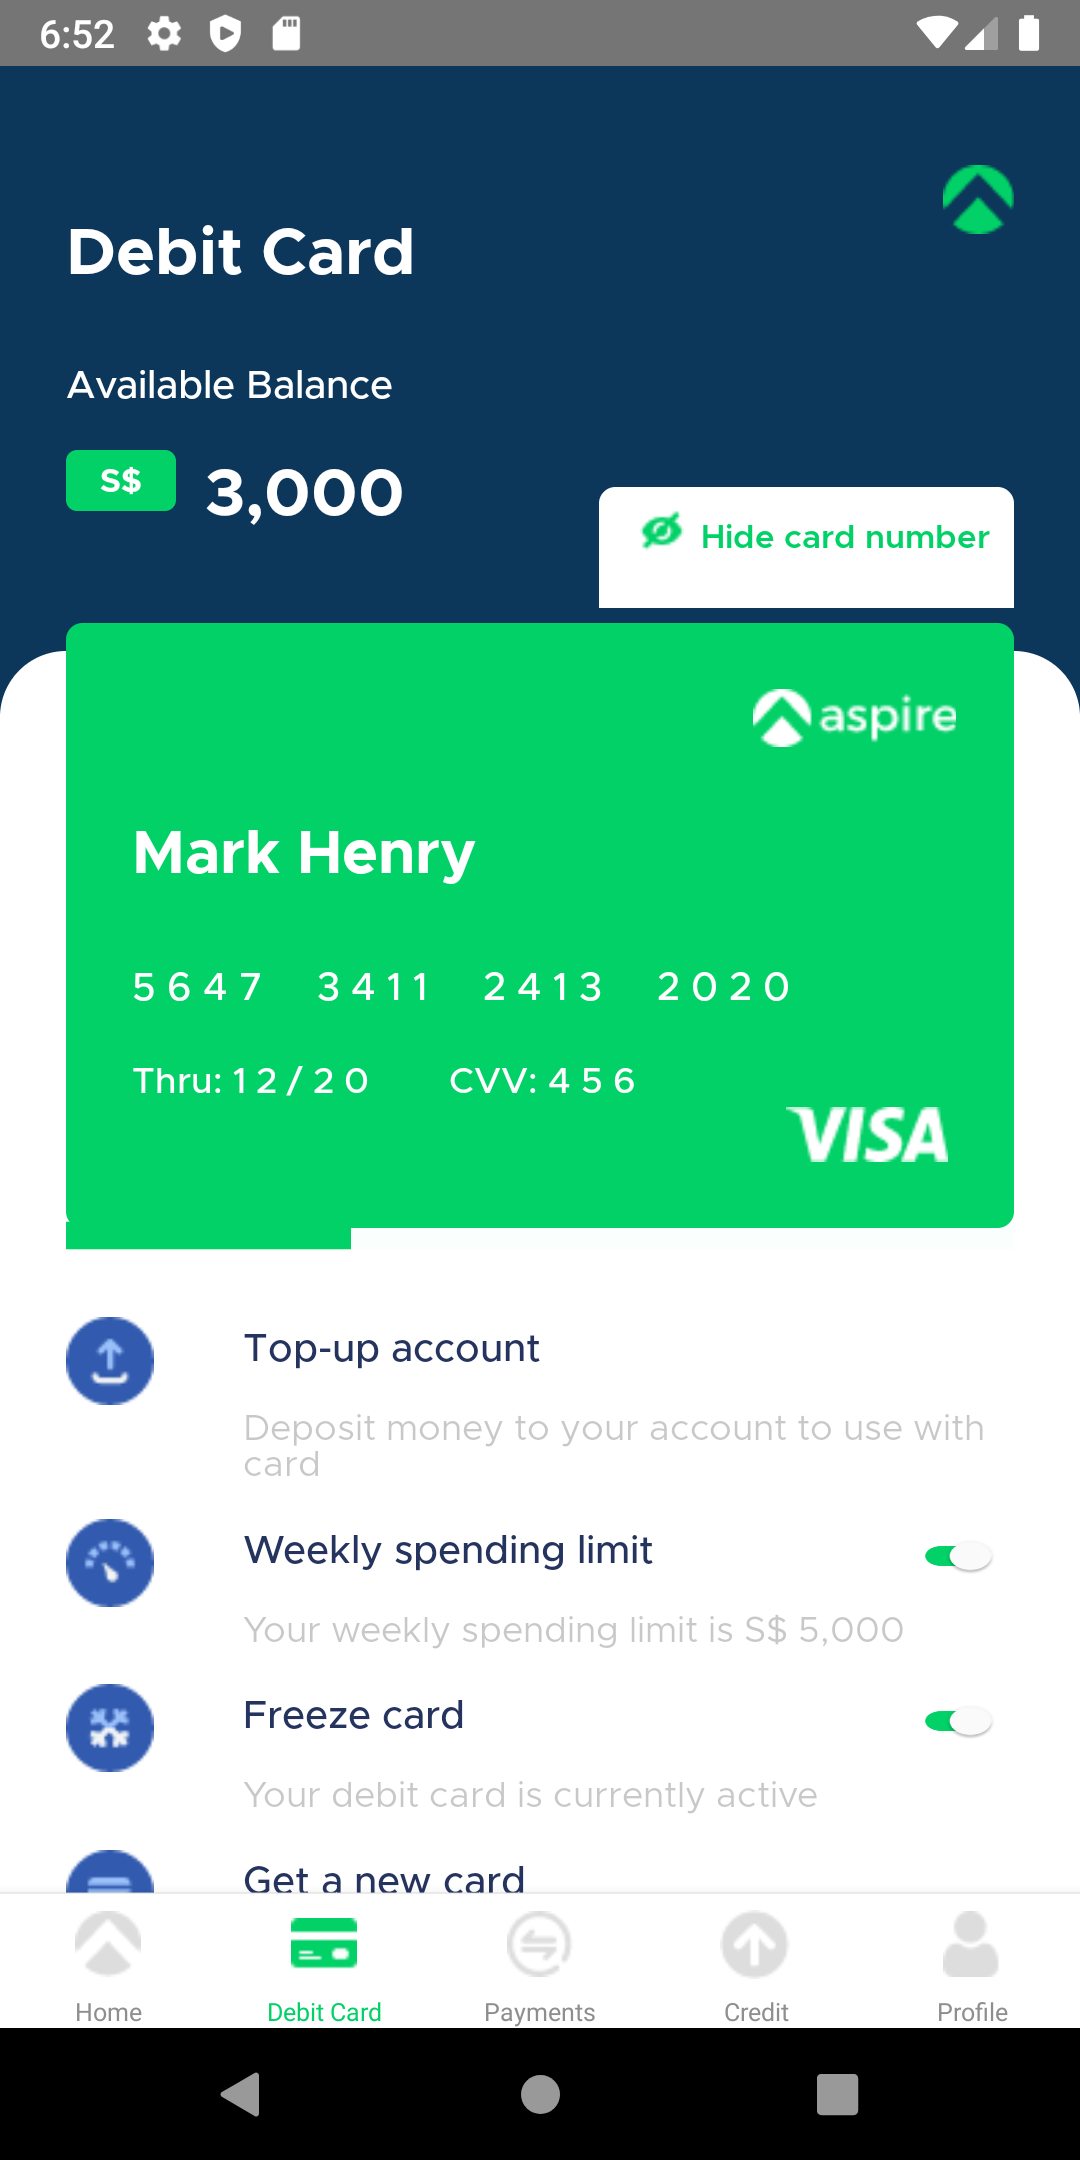 6:52
Debit Card
Available Balance
S$ 3,000
Hide card number
aspire
Mark Henry
5647 3411 2413 2020
Thru: 12/20 CVV: 456
VISA
Top-up account
Deposit money to your account to use with
card
Weekly spending limit
Your weekly spending limit is S$ 5,000
Freeze card
Your debit card is currently active
Get a new card
Home Debit Card Payments Credit Profile